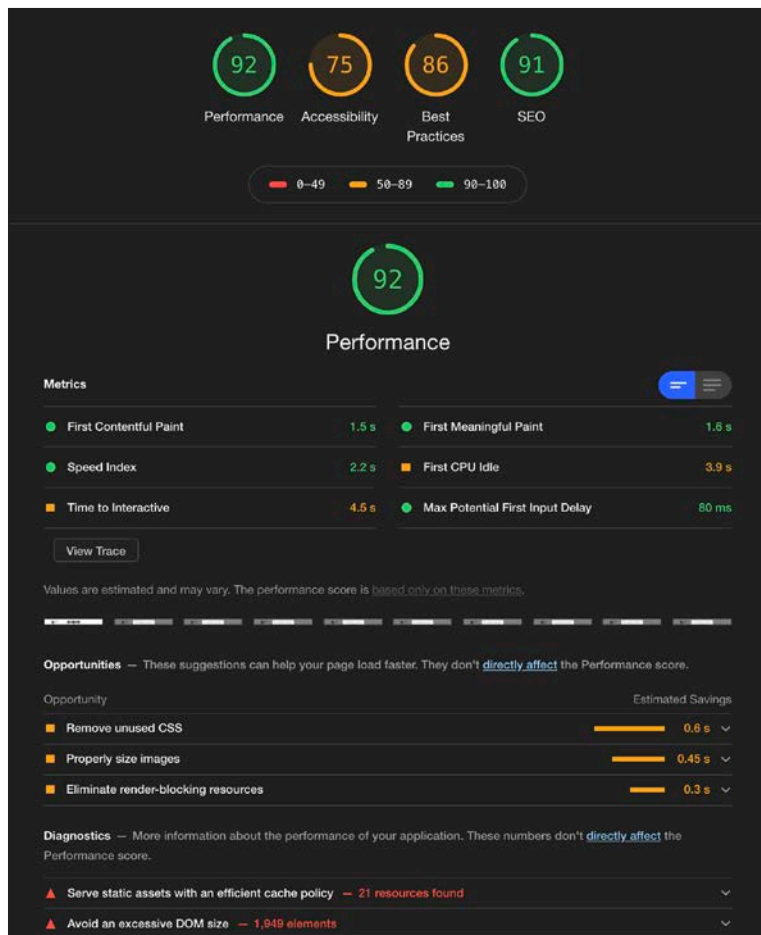 92 75 86 91
Performance Accessibility Best Practices SEO
0–49 50–89 90–100
92
Performance
Metrics
First Contentful Paint 1.5 s
First Meaningful Paint 1.6 s
Speed Index 2.2 s
First CPU Idle 3.9 s
Time to Interactive 4.5 s
Max Potential First Input Delay 80 ms
View Trace
Values are estimated and may vary. The performance score is based only on these metrics.
Opportunities — These suggestions can help your page load faster. They don't directly affect the Performance score.
Opportunity Estimated Savings
Remove unused CSS 0.6 s
Properly size images 0.45 s
Eliminate render-blocking resources 0.3 s
Diagnostics — More information about the performance of your application. These numbers don't directly affect the
Performance score.
Serve static assets with an efficient cache policy — 21 resources found
Avoid an excessive DOM size — 1,949 elements